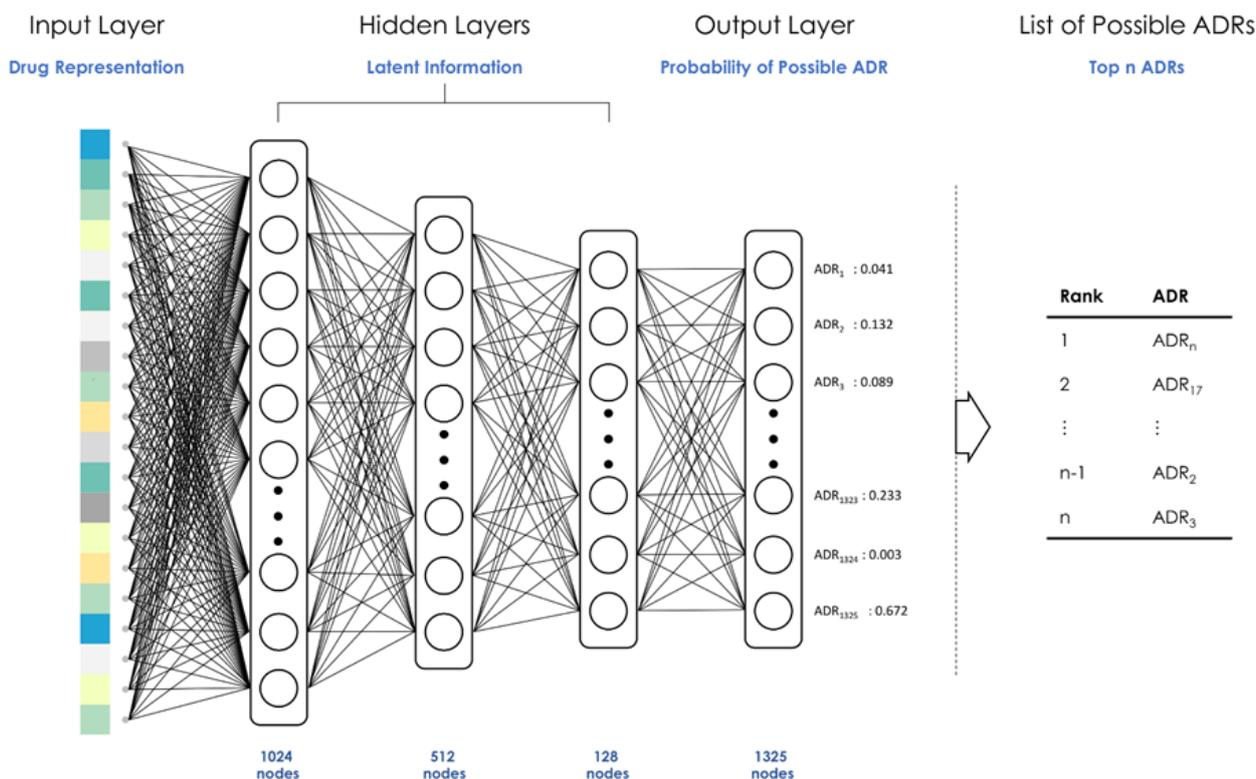 Input Layer
Hidden Layers
Output Layer
List of Possible ADRs
Drug Representation
Latent Information
Probability of Possible ADR
Top n ADRs
ADR1 : 0.041
ADR2 : 0.132
ADR3 : 0.089
ADR1323 : 0.233
ADR1324 : 0.003
ADR1325 : 0.672
Rank ADR
1 ADRn
2 ADR17
⋮ ⋮
n-1 ADR2
n ADR3
1024
nodes
512
nodes
128
nodes
1325
nodes